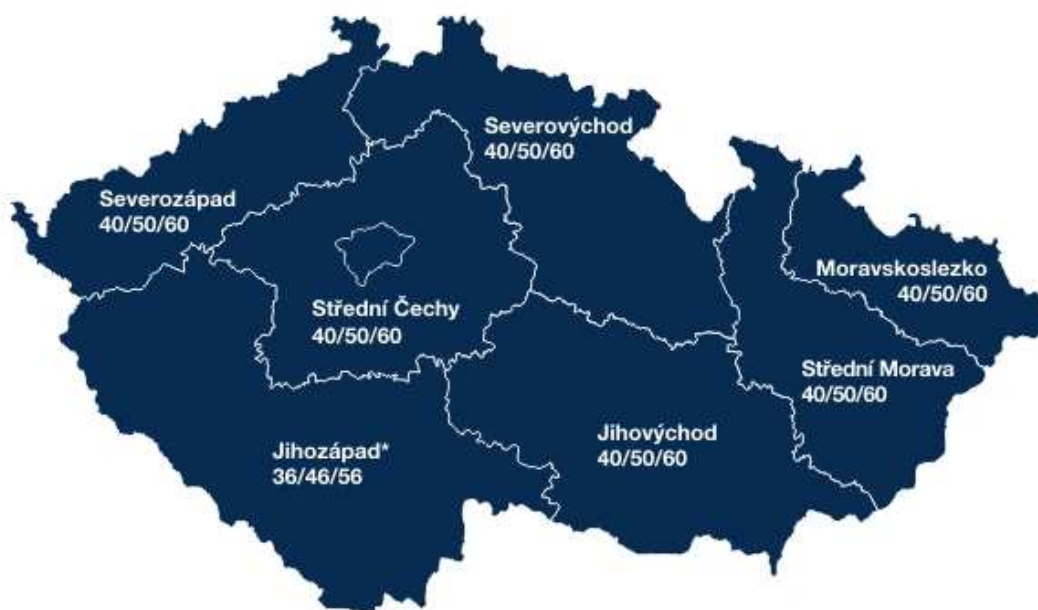 Severovýchod
40/50/60
Severozápad
40/50/60
Moravskoslezko
40/50/60
Střední Čechy
40/50/60
Střední Morava
40/50/60
Jihovýchod
40/50/60
Jihozápad*
36/46/56